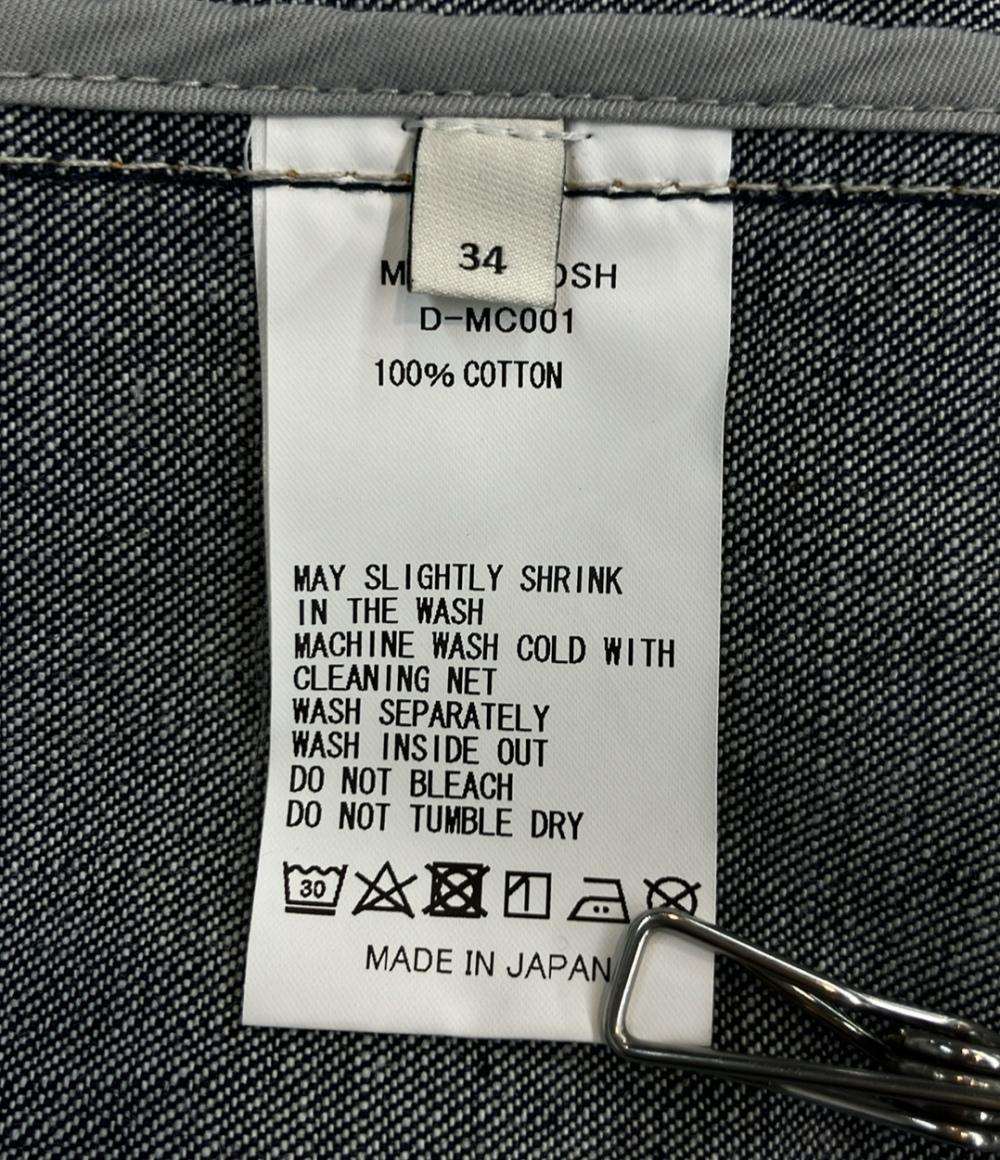 34
D-MC001
100% COTTON
MAY SLIGHTLY SHRINK
IN THE WASH
MACHINE WASH COLD WITH
CLEANING NET
WASH SEPARATELY
WASH INSIDE OUT
DO NOT BLEACH
DO NOT TUMBLE DRY
30
MADE IN JAPAN